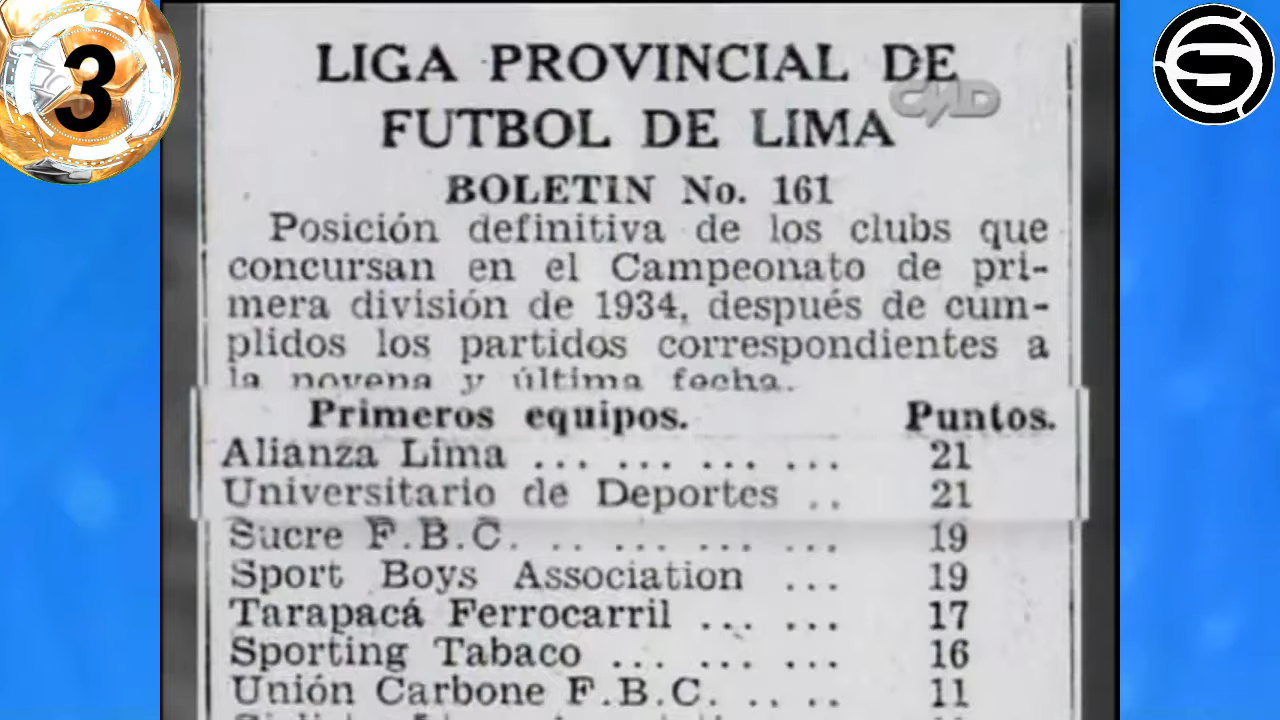 3
LIGA PROVINCIAL DE
FUTBOL DE LIMA
CMD
BOLETIN No. 161
Posición definitiva de los clubs que
concursan en el Campeonato de pri-
mera división de 1934, después de cum-
plidos los partidos correspondientes a
la novena y última fecha.
Primeros equipos. Puntos.
Alianza Lima ... ... ... ... 21
Universitario de Deportes .. 21
Sucre F.B.C. .. ... ... ... 19
Sport Boys Association ... 19
Tarapacá Ferrocarril ... ... 17
Sporting Tabaco ... ... ... 16
Unión Carbone F.B.C. .. .. 11